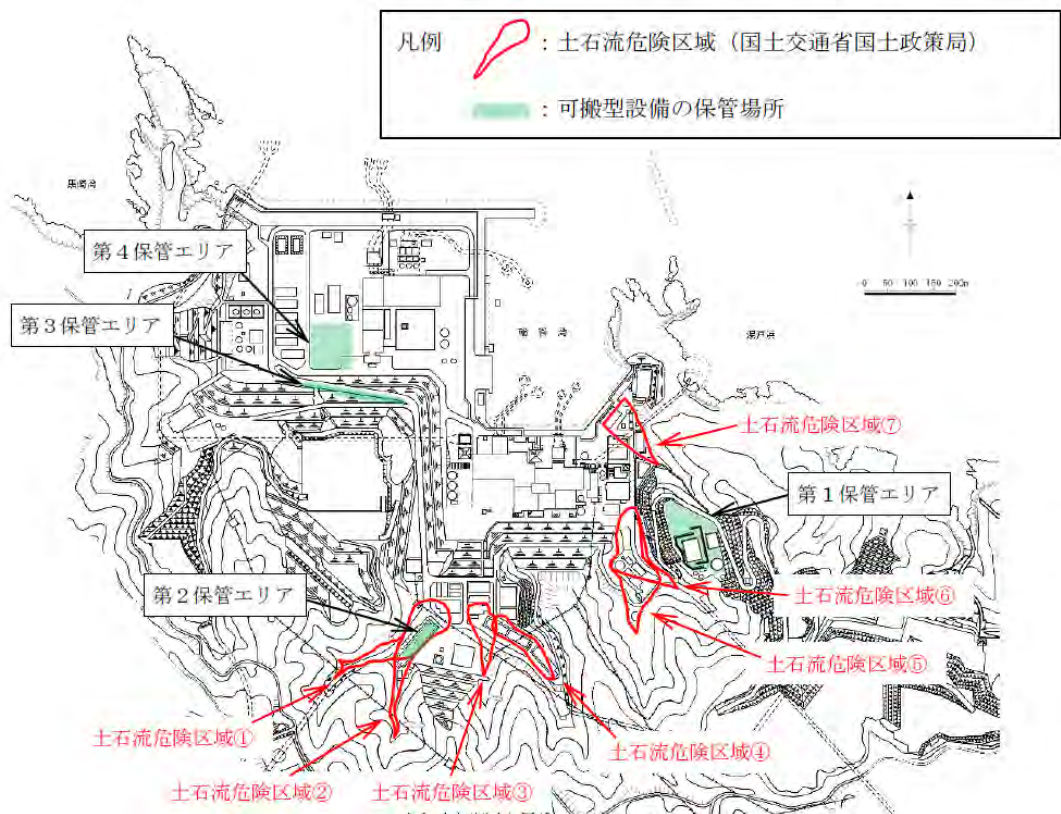 凡例
：土石流危険区域（国土交通省国土政策局）
：可搬型設備の保管場所
第４保管エリア
第３保管エリア
0 50 100 150 200m
土石流危険区域⑦
第１保管エリア
第２保管エリア
土石流危険区域⑥
土石流危険区域⑤
土石流危険区域①
土石流危険区域④
土石流危険区域②
土石流危険区域③